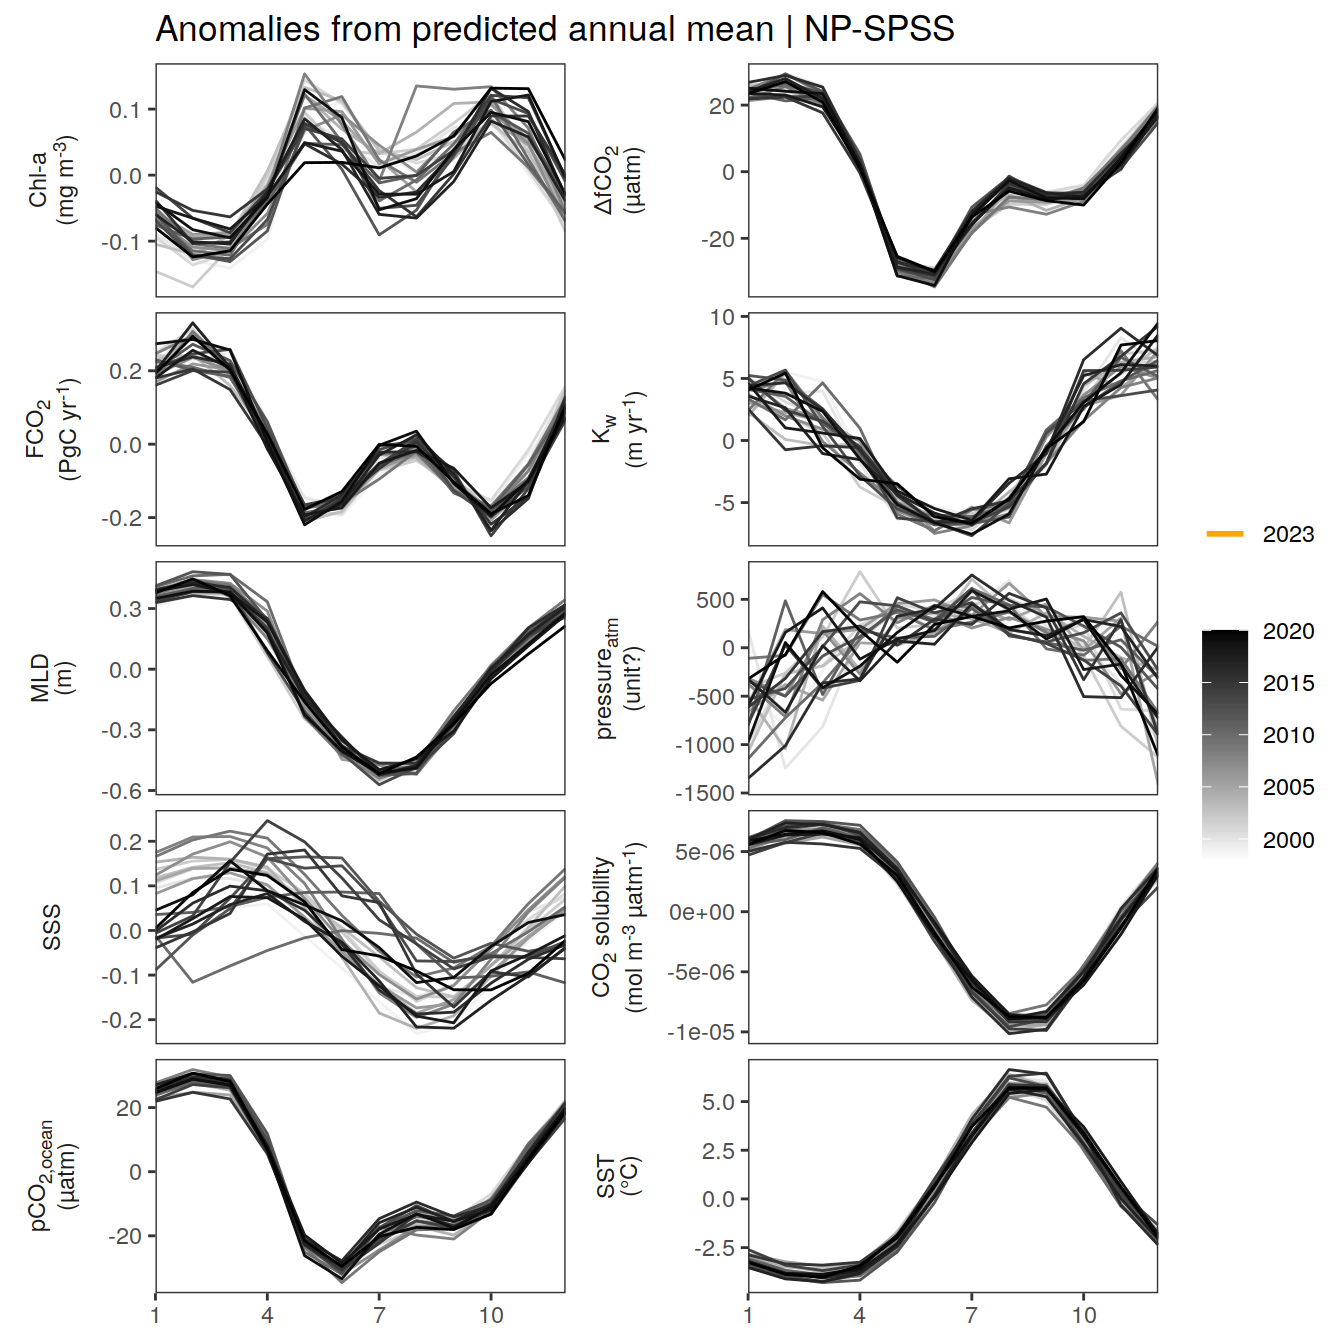 Anomalies from predicted annual mean | NP-SPSS
Chl-a
(mg m⁻³)
0.1
0.0
-0.1
ΔfCO₂
(µatm)
20
0
-20
FCO₂
(PgC yr⁻¹)
0.2
0.0
-0.2
K_w
(m yr⁻¹)
10
5
0
-5
MLD
(m)
0.3
0.0
-0.3
-0.6
pressure_atm
(unit?)
500
0
-500
-1000
-1500
SSS
0.2
0.1
0.0
-0.1
-0.2
CO₂ solubility
(mol m⁻³ µatm⁻¹)
5e-06
0e+00
-5e-06
-1e-05
pCO₂,ocean
(µatm)
20
0
-20
1 4 7 10
SST
(°C)
5.0
2.5
0.0
-2.5
1 4 7 10
2023
2020
2015
2010
2005
2000